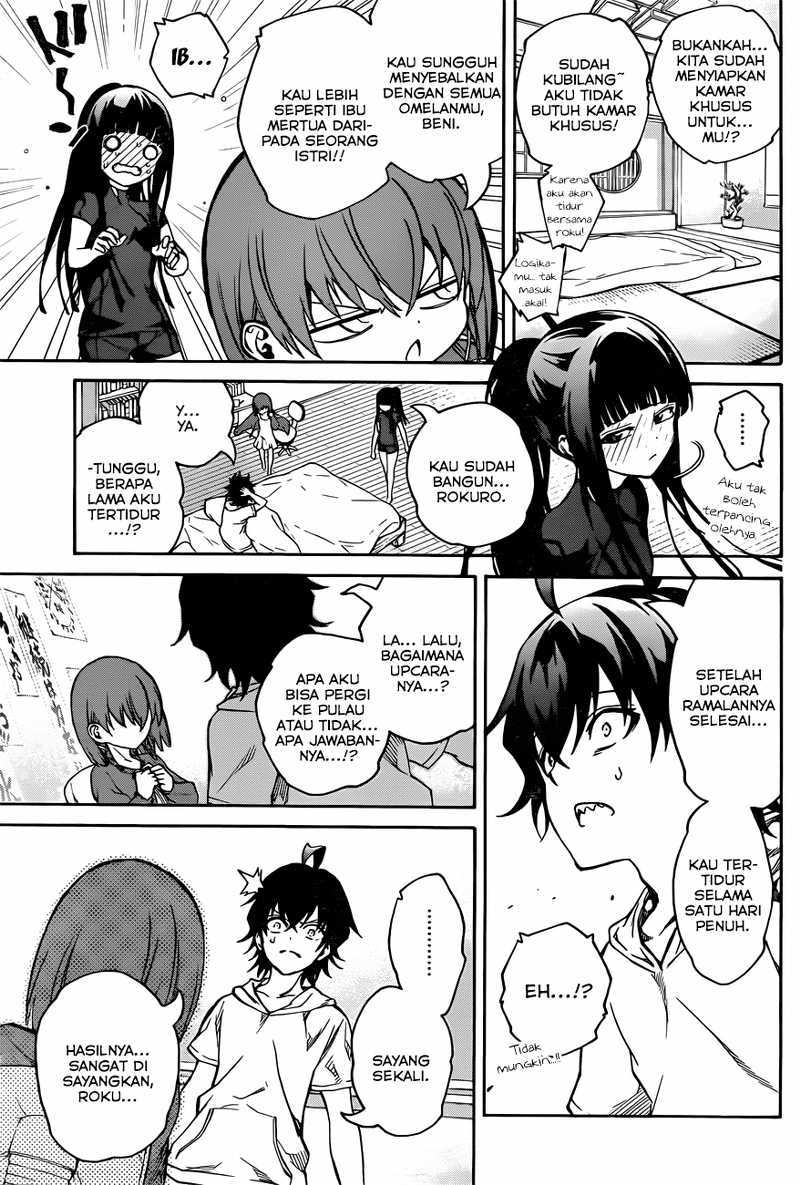 BUKANKAH...
KITA SUDAH
MENYIAPKAN
KAMAR
KHUSUS
UNTUK...
MU!?
SUDAH
KUBILANG~
AKU TIDAK
BUTUH KAMAR
KHUSUS!
Karena
aku akan
tidur
bersama
roku!
Logika-
mu.. tak
masuk
akal!
KAU SUNGGUH
MENYEBALKAN
DENGAN SEMUA
OMELANMU,
BENI.
KAU LEBIH
SEPERTI IBU
MERTUA DARI-
PADA SEORANG
ISTRI!!
IB...
......
Aku tak
boleh
terpancing
olehnya.
KAU SUDAH
BANGUN...
ROKURO.
Y...
YA.
-TUNGGU,
BERAPA
LAMA AKU
TERTIDUR
...!?
SETELAH
UPCARA
RAMALANNYA
SELESAI...
KAU TER-
TIDUR
SELAMA
SATU HARI
PENUH.
EH...!?
Tidak
mungkin..!!
LA... LALU,
BAGAIMANA
UPCARA-
NYA...?
APA AKU
BISA PERGI
KE PULAU
ATAU TIDAK...
APA JAWABAN-
NYA...!?
........
SAYANG
SEKALI.
HASILNYA...
SANGAT DI
SAYANGKAN,
ROKU...